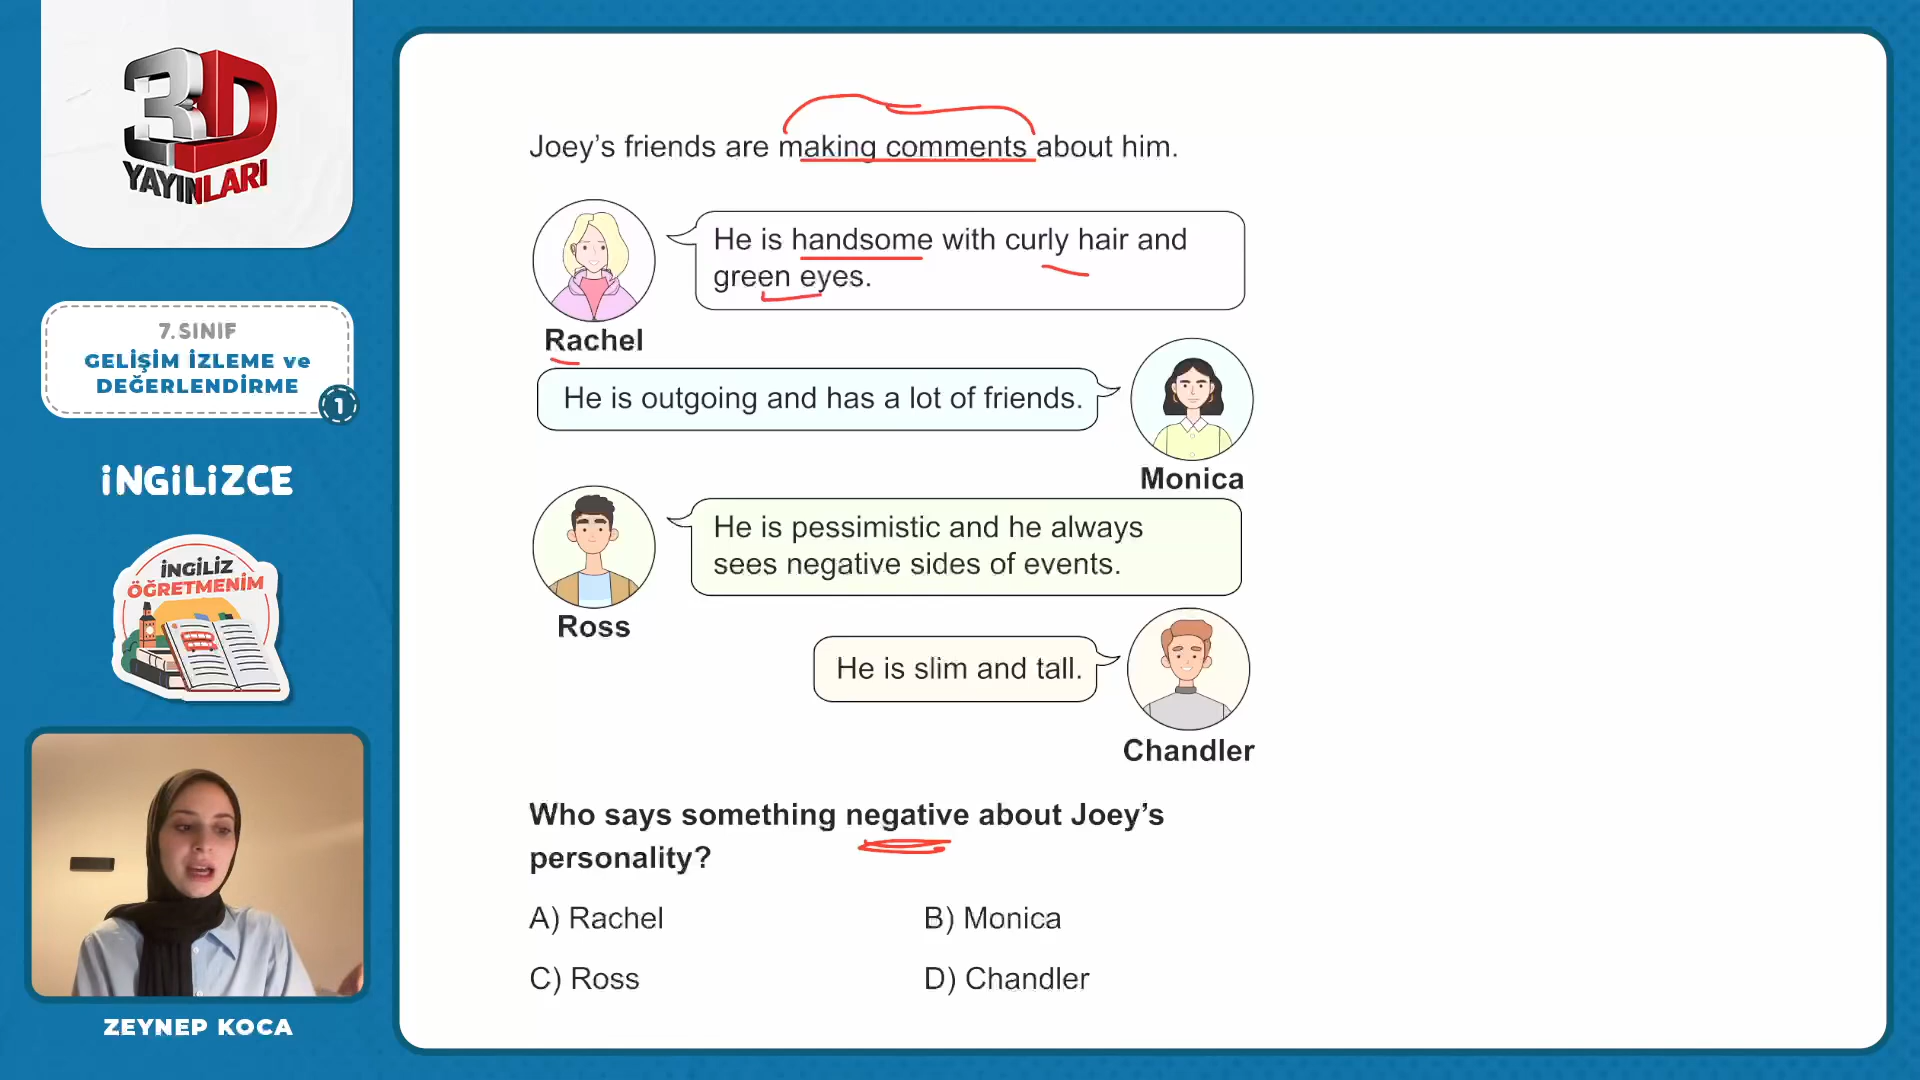 3D
YAYINLARI
7.SINIF
GELİŞİM İZLEME ve
DEĞERLENDİRME
1
İNGİLİZCE
İNGİLİZ
ÖĞRETMENİM
ZEYNEP KOCA
Joey’s friends are making comments about him.
He is handsome with curly hair and
green eyes.
Rachel
He is outgoing and has a lot of friends.
Monica
He is pessimistic and he always
sees negative sides of events.
Ross
He is slim and tall.
Chandler
Who says something negative about Joey’s
personality?
A) Rachel
B) Monica
C) Ross
D) Chandler